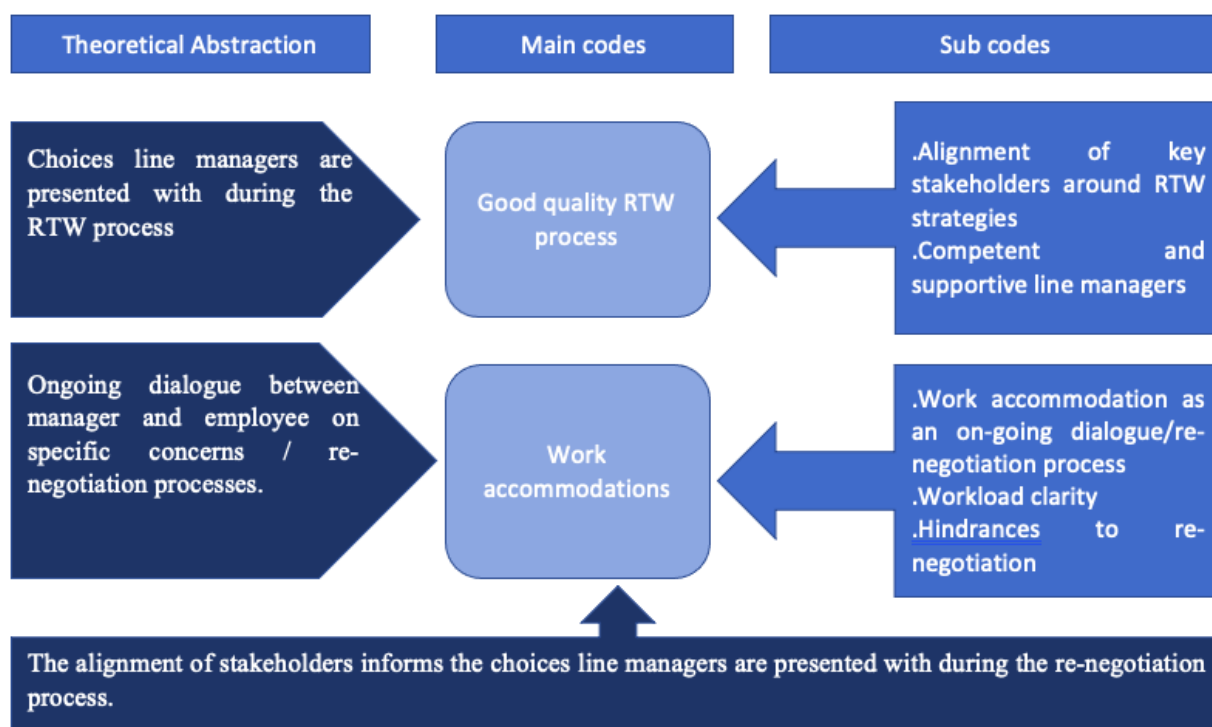 Theoretical Abstraction
Main codes
Sub codes
Choices line managers are
presented with during the
RTW process
Good quality RTW
process
.Alignment of key
stakeholders around RTW
strategies
.Competent and
supportive line managers
Ongoing dialogue between
manager and employee on
specific concerns / re-
negotiation processes.
Work
accommodations
.Work accommodation as
an on-going dialogue/re-
negotiation process
.Workload clarity
.Hindrances to re-
negotiation
The alignment of stakeholders informs the choices line managers are presented with during the re-negotiation
process.